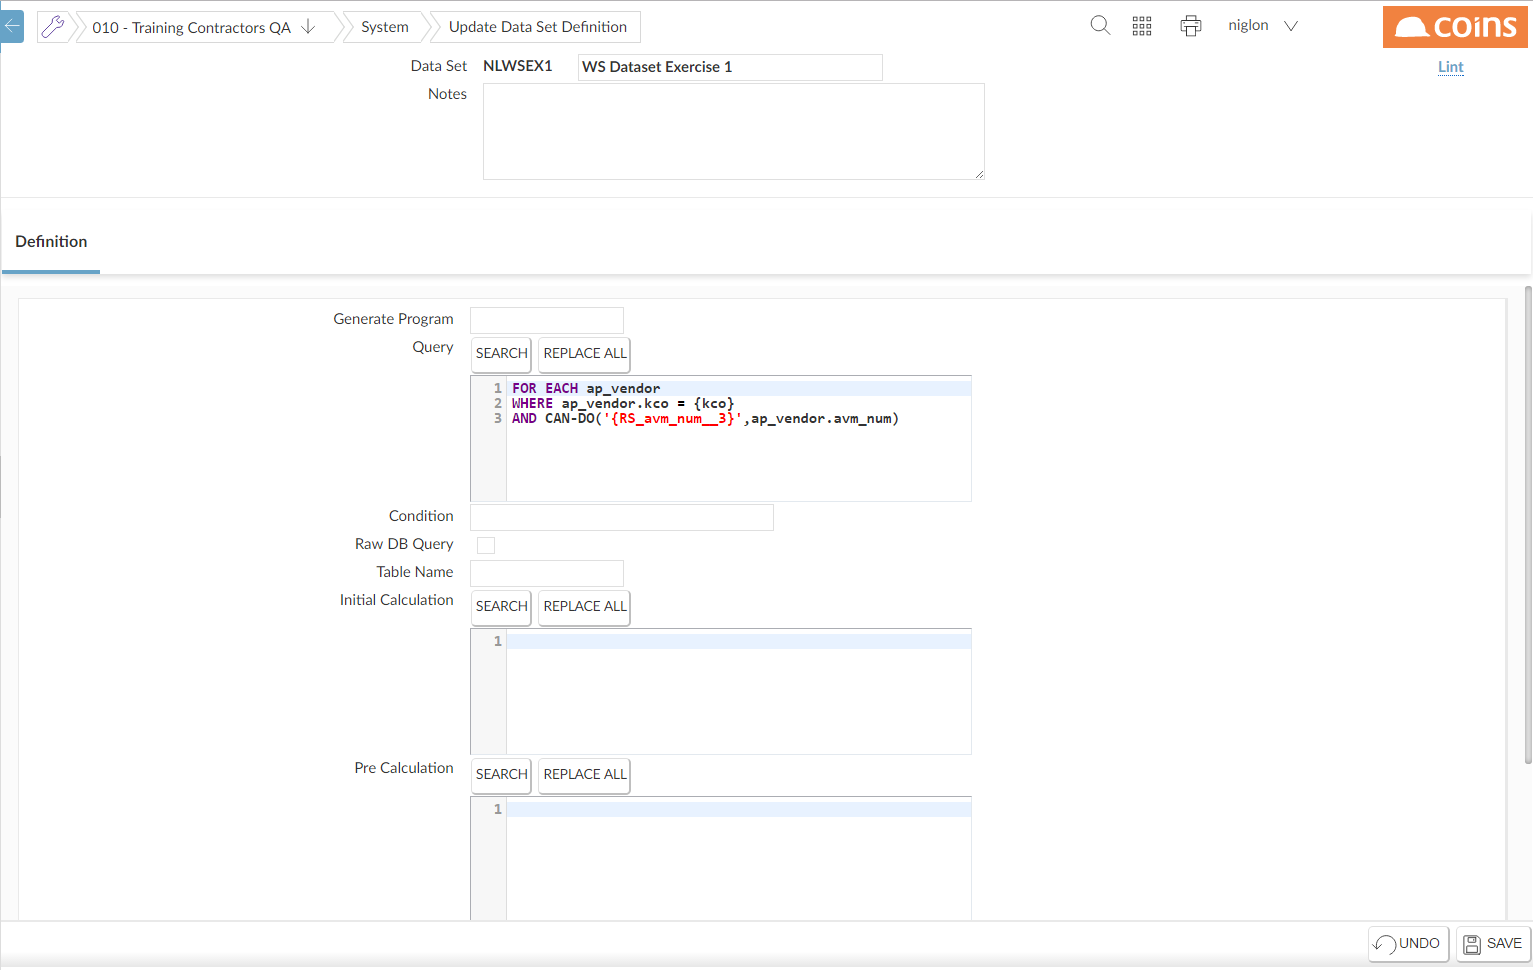 010 - Training Contractors QA
System
Update Data Set Definition
niglon
coins
Data Set NLWSEX1 WS Dataset Exercise 1
Lint
Notes
Definition
Generate Program
Query SEARCH REPLACE ALL
1 FOR EACH ap_vendor
2 WHERE ap_vendor.kco = {kco}
3 AND CAN-DO('{RS_avm_num__3}',ap_vendor.avm_num)
Condition
Raw DB Query
Table Name
Initial Calculation SEARCH REPLACE ALL
1
Pre Calculation SEARCH REPLACE ALL
1
UNDO SAVE